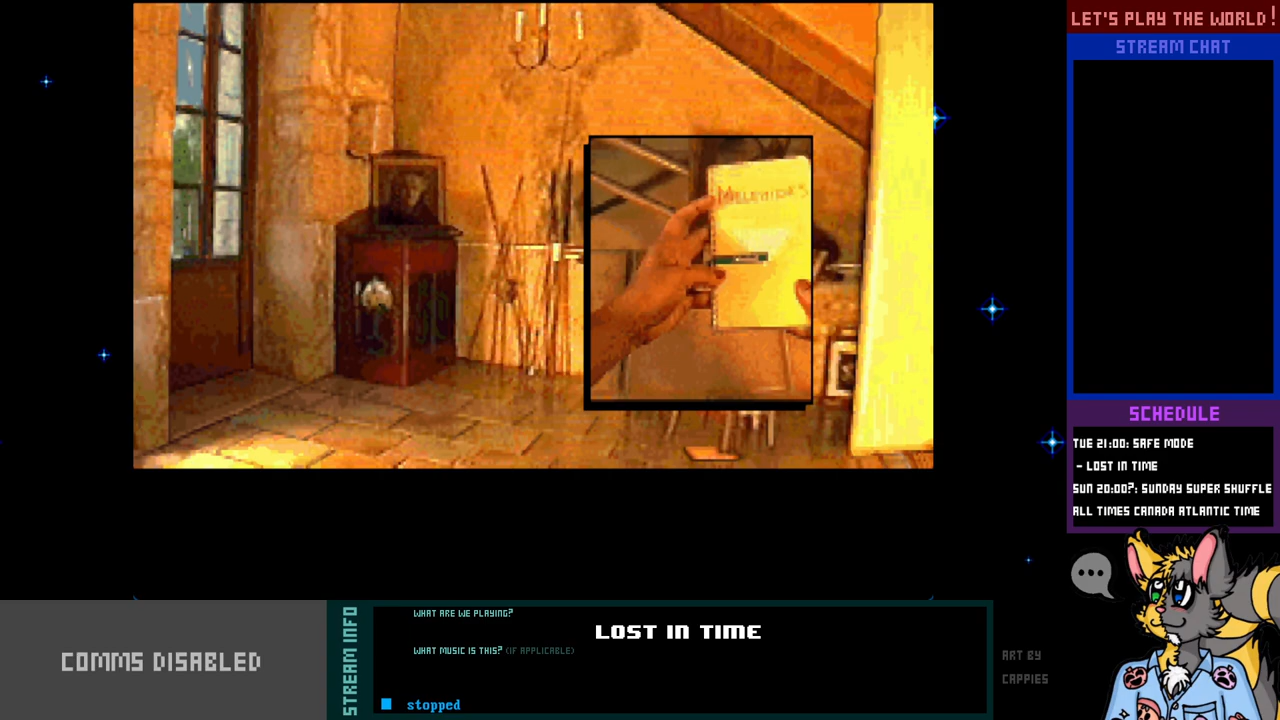 LET'S PLAY THE WORLD!
STREAM CHAT
SCHEDULE
TUE 21:00: SAFE MODE
- LOST IN TIME
SUN 20:00?: SUNDAY SUPER SHUFFLE
ALL TIMES CANADA ATLANTIC TIME
COMMS DISABLED
STREAM INFO
WHAT ARE WE PLAYING?
LOST IN TIME
WHAT MUSIC IS THIS? (IF APPLICABLE)
stopped
ART BY
CAPPIES